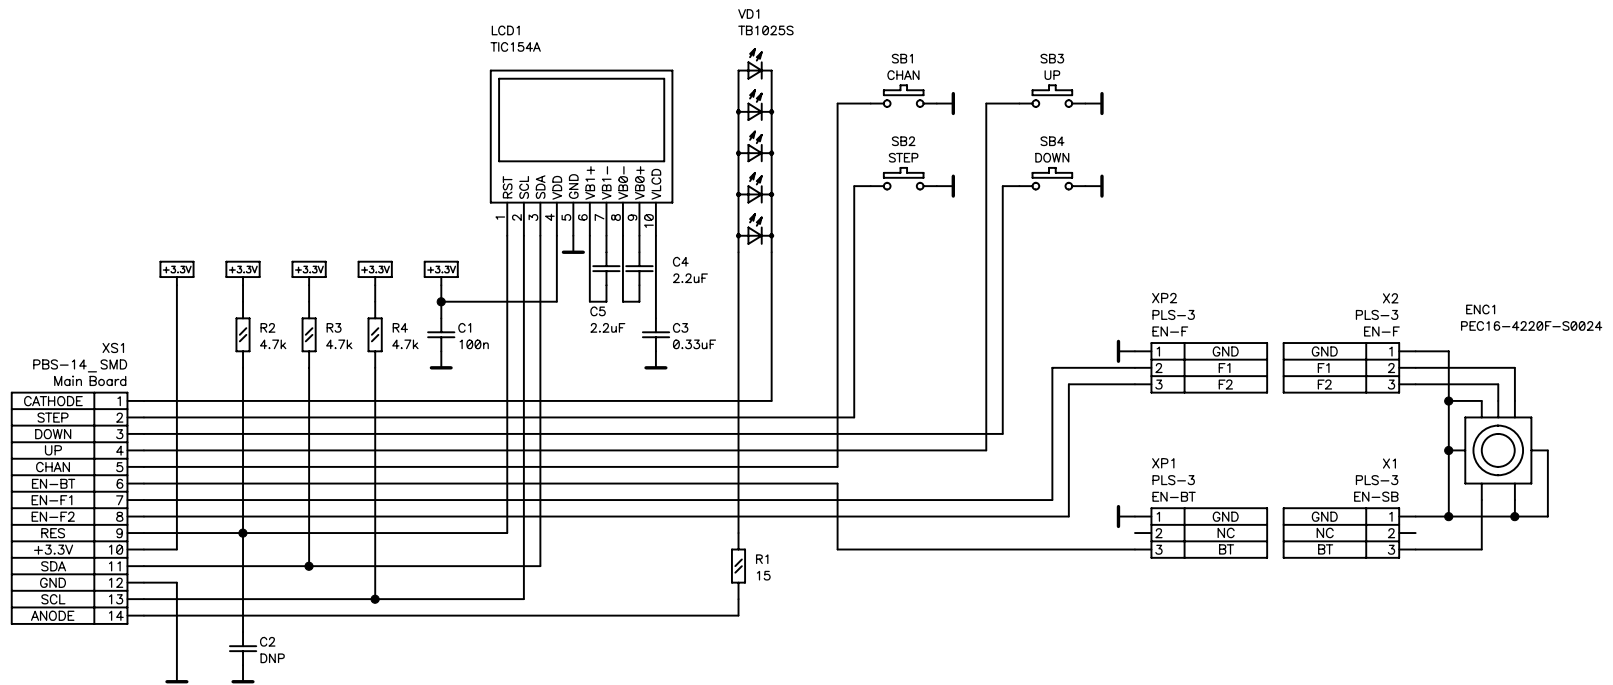 LCD1
TIC154A
RST
SCL
SDA
VDD
GND
VB1+
VB1-
VB0-
VB0+
VLCD
1
2
3
4
5
6
7
8
9
10
VD1
TB1025S
SB1
CHAN
SB3
UP
SB2
STEP
SB4
DOWN
+3.3V
+3.3V
+3.3V
+3.3V
+3.3V
R2
4.7k
R3
4.7k
R4
4.7k
C1
100n
C4
2.2uF
C5
2.2uF
C3
0.33uF
XS1
PBS-14_SMD
Main Board
CATHODE 1
STEP 2
DOWN 3
UP 4
CHAN 5
EN-BT 6
EN-F1 7
EN-F2 8
RES 9
+3.3V 10
SDA 11
GND 12
SCL 13
ANODE 14
C2
DNP
R1
15
XP2
PLS-3
EN-F
1 GND
2 F1
3 F2
X2
PLS-3
EN-F
GND 1
F1 2
F2 3
ENC1
PEC16-4220F-S0024
XP1
PLS-3
EN-BT
1 GND
2 NC
3 BT
X1
PLS-3
EN-SB
GND 1
NC 2
BT 3